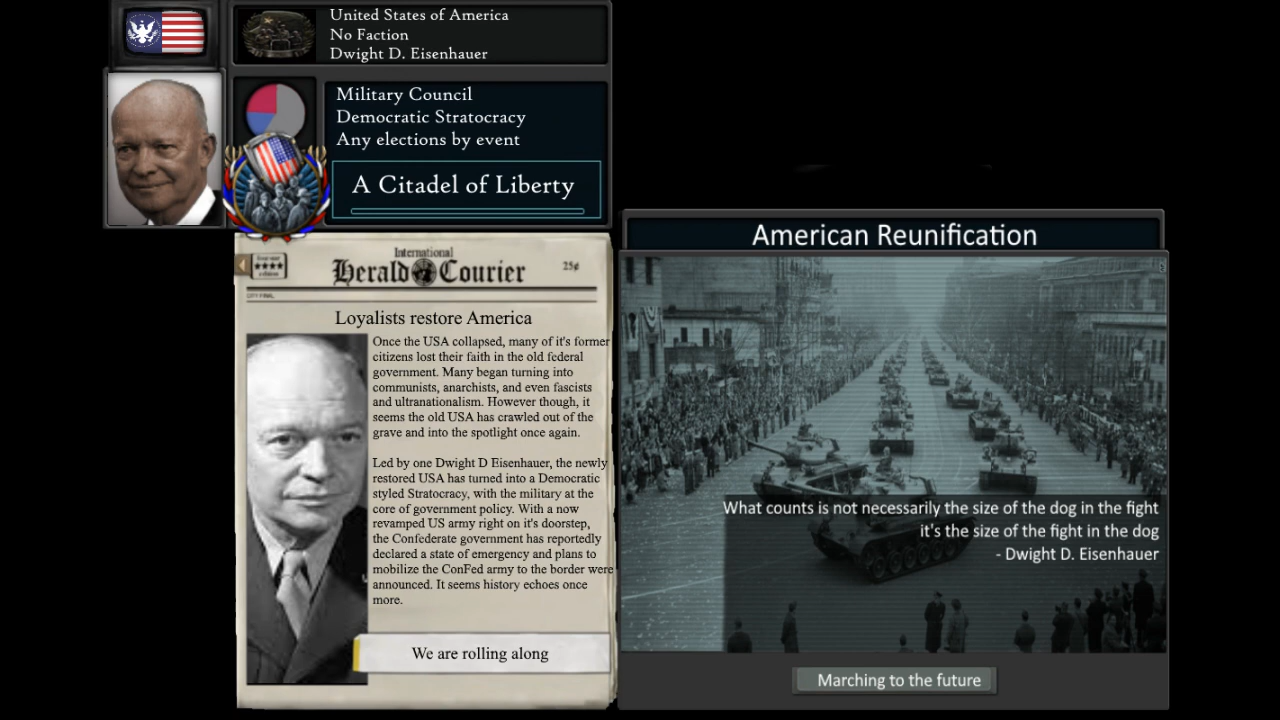 United States of America
No Faction
Dwight D. Eisenhauer
Military Council
Democratic Stratocracy
Any elections by event
A Citadel of Liberty
International
Herald Courier
25¢
CITY FINAL
Loyalists restore America
Once the USA collapsed, many of it's former
citizens lost their faith in the old federal
government. Many began turning into
communists, anarchists, and even fascists
and ultranationalism. However though, it
seems the old USA has crawled out of the
grave and into the spotlight once again.
Led by one Dwight D Eisenhauer, the newly
restored USA has turned into a Democratic
styled Stratocracy, with the military at the
core of government policy. With a now
revamped US army right on it's doorstep,
the Confederate government has reportedly
declared a state of emergency and plans to
mobilize the ConFed army to the border were
announced. It seems history echoes once
more.
We are rolling along
American Reunification
What counts is not necessarily the size of the dog in the fight
it's the size of the fight in the dog
- Dwight D. Eisenhauer
Marching to the future